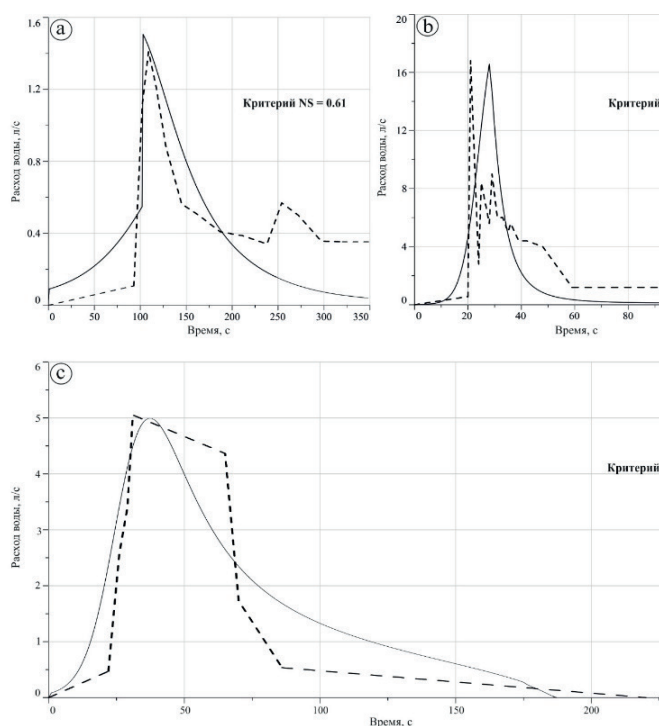 a
1.6
1.2
0.8
0.4
0
Расход воды, л/с
Критерий NS = 0.61
0 50 100 150 200 250 300 350
Время, с
b
20
16
12
8
4
0
Расход воды, л/с
Критерий
0 20 40 60 80
Время, с
c
6
5
4
3
2
1
0
Расход воды, л/с
Критерий
0 50 100 150 200
Время, с